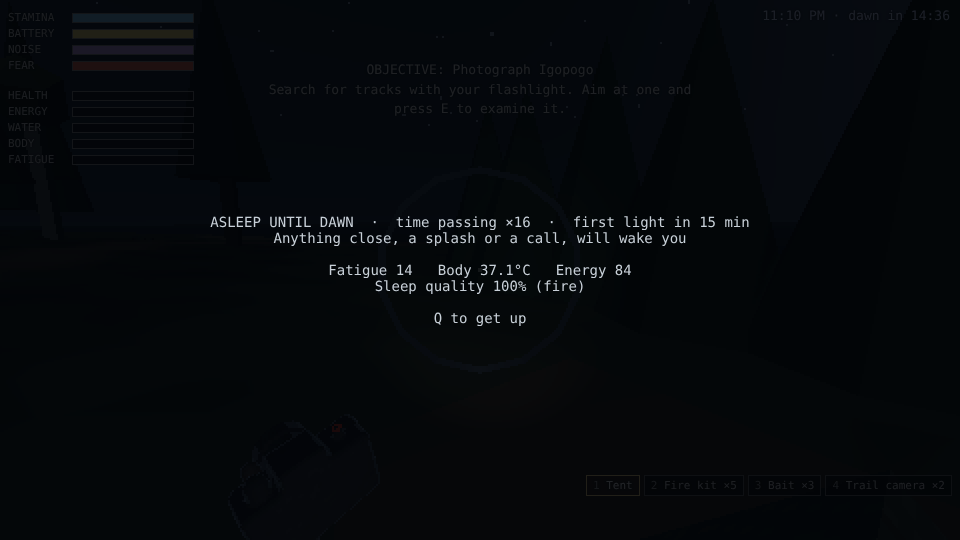 STAMINA
BATTERY
NOISE
FEAR
HEALTH
ENERGY
WATER
BODY
FATIGUE
11:10 PM · dawn in 14:36
OBJECTIVE: Photograph Igopogo
Search for tracks with your flashlight. Aim at one and
press E to examine it.
ASLEEP UNTIL DAWN · time passing ×16 · first light in 15 min
Anything close, a splash or a call, will wake you
Fatigue 14 Body 37.1°C Energy 84
Sleep quality 100% (fire)
Q to get up
1 Tent 2 Fire kit ×5 3 Bait ×3 4 Trail camera ×2